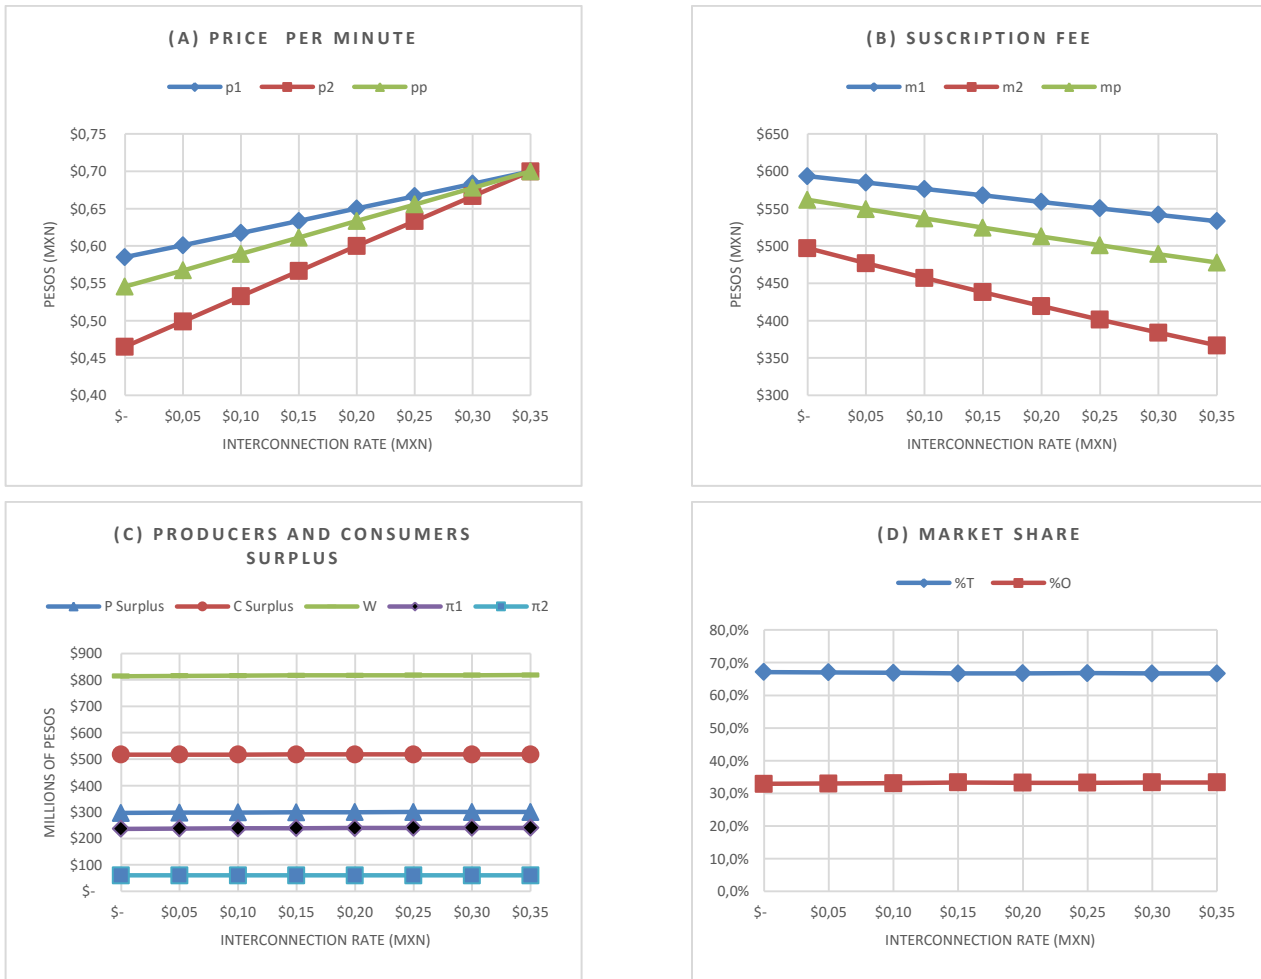 (A) PRICE PER MINUTE
p1 p2 pp
PESOS (MXN)
$0,75
$0,70
$0,65
$0,60
$0,55
$0,50
$0,45
$0,40
$- $0,05 $0,10 $0,15 $0,20 $0,25 $0,30 $0,35
INTERCONNECTION RATE (MXN)
(B) SUSCRIPTION FEE
m1 m2 mp
PESOS (MXN)
$650
$600
$550
$500
$450
$400
$350
$300
$- $0,05 $0,10 $0,15 $0,20 $0,25 $0,30 $0,35
INTERCONNECTION RATE (MXN)
(C) PRODUCERS AND CONSUMERS
SURPLUS
P Surplus C Surplus W π1 π2
MILLIONS OF PESOS
$900
$800
$700
$600
$500
$400
$300
$200
$100
$-
$- $0,05 $0,10 $0,15 $0,20 $0,25 $0,30 $0,35
INTERCONNECTION RATE (MXN)
(D) MARKET SHARE
%T %O
80,0%
70,0%
60,0%
50,0%
40,0%
30,0%
20,0%
10,0%
0,0%
$- $0,05 $0,10 $0,15 $0,20 $0,25 $0,30 $0,35
INTERCONNECTION RATE (MXN)